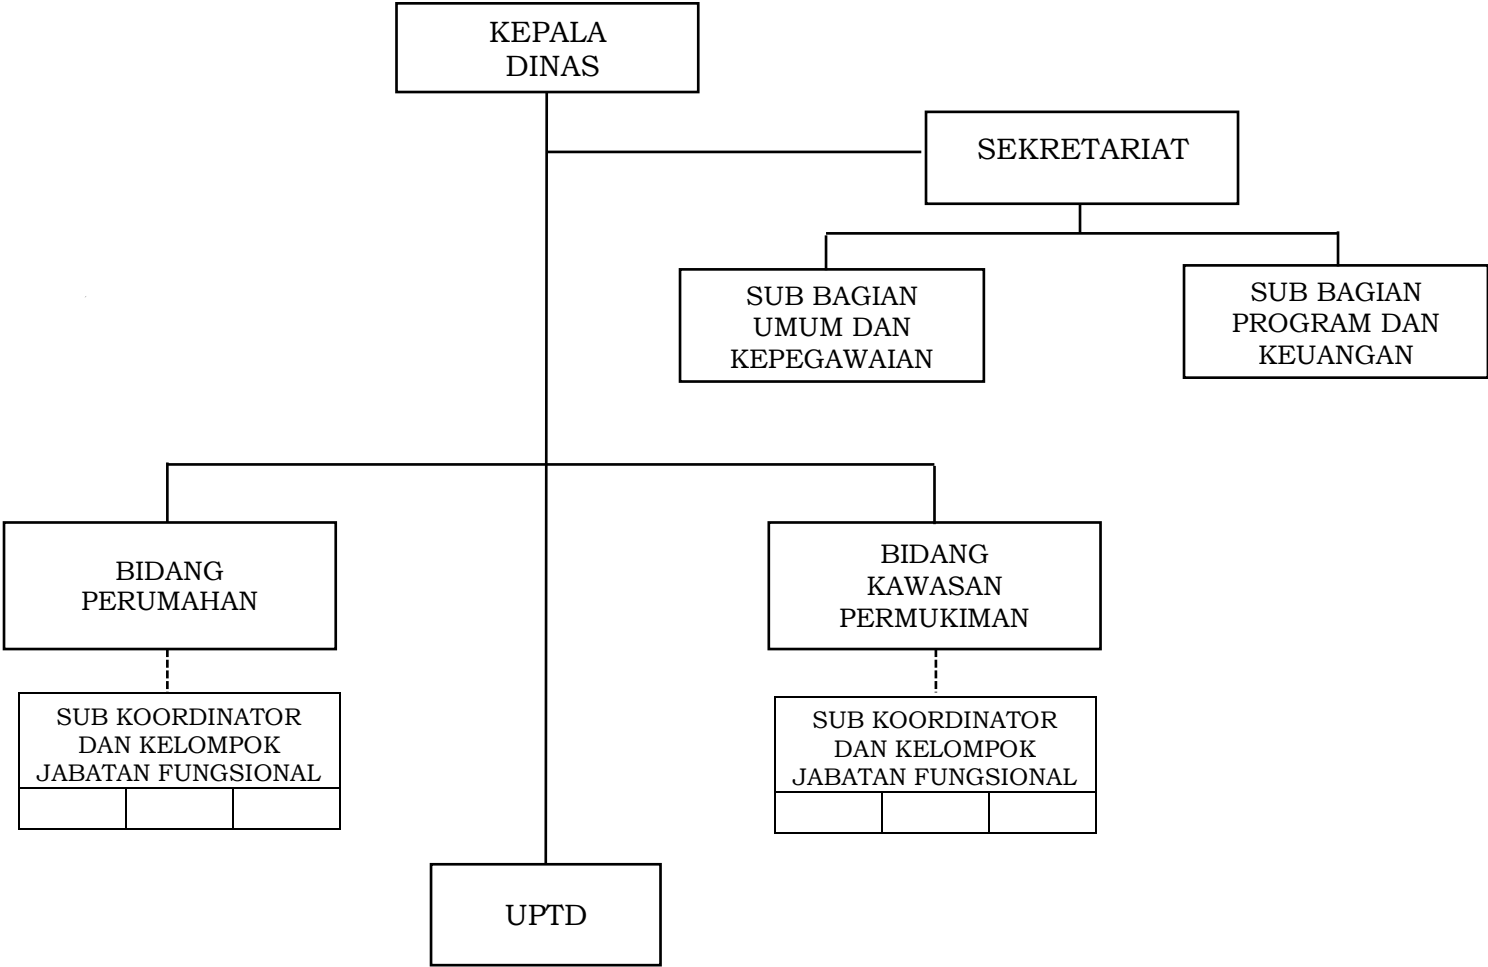 KEPALA
DINAS
SEKRETARIAT
SUB BAGIAN
UMUM DAN
KEPEGAWAIAN
SUB BAGIAN
PROGRAM DAN
KEUANGAN
BIDANG
PERUMAHAN
BIDANG
KAWASAN
PERMUKIMAN
SUB KOORDINATOR
DAN KELOMPOK
JABATAN FUNGSIONAL
SUB KOORDINATOR
DAN KELOMPOK
JABATAN FUNGSIONAL
UPTD